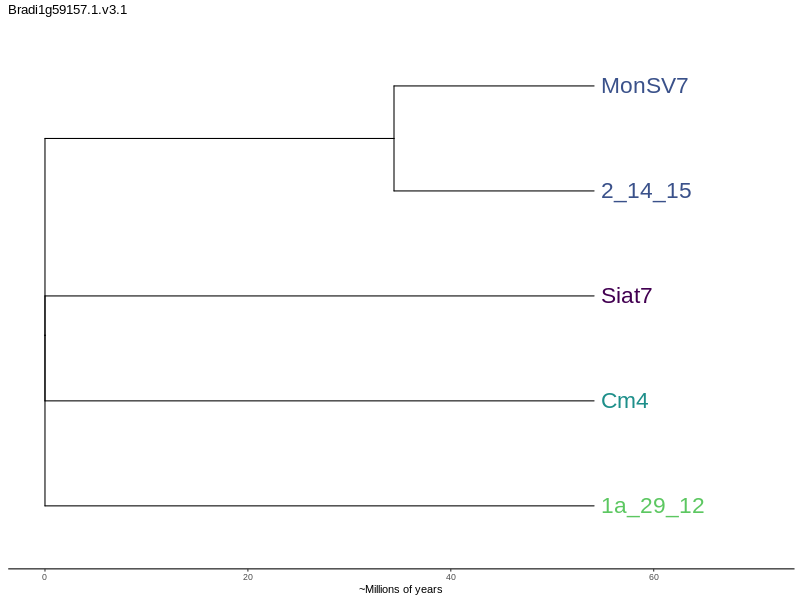 Bradi1g59157.1.v3.1
MonSV7
2_14_15
Siat7
Cm4
1a_29_12
0 20 40 60
~Millions of years